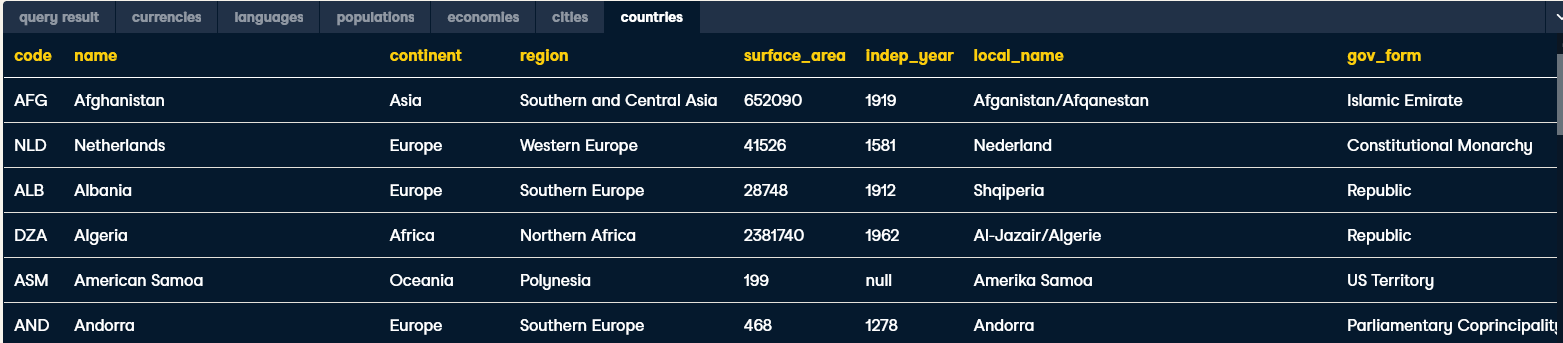 query result currencies languages populations economies cities countries
code name continent region surface_area indep_year local_name gov_form
AFG Afghanistan Asia Southern and Central Asia 652090 1919 Afganistan/Afqanestan Islamic Emirate
NLD Netherlands Europe Western Europe 41526 1581 Nederland Constitutional Monarchy
ALB Albania Europe Southern Europe 28748 1912 Shqiperia Republic
DZA Algeria Africa Northern Africa 2381740 1962 Al-Jazair/Algerie Republic
ASM American Samoa Oceania Polynesia 199 null Amerika Samoa US Territory
AND Andorra Europe Southern Europe 468 1278 Andorra Parliamentary Coprincipality